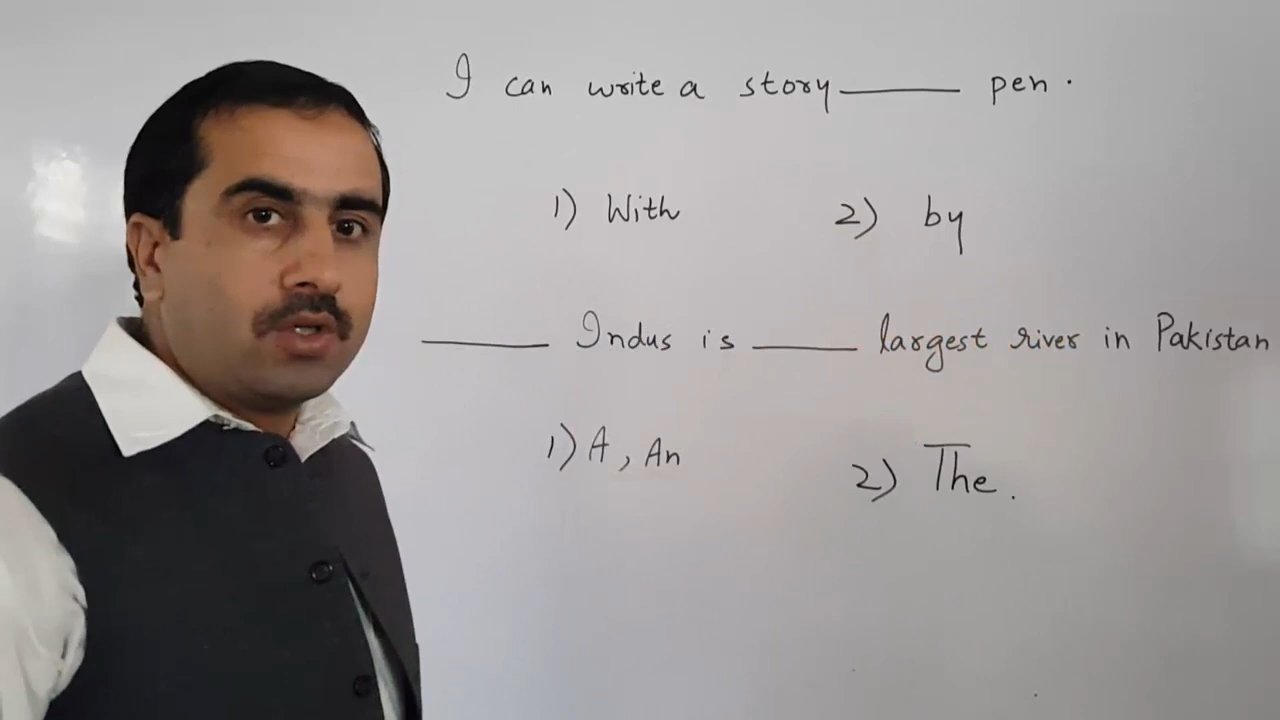 I can write a story ______ pen.
1) With 2) by
______ Indus is ______ largest river in Pakistan
1) A, An 2) The.